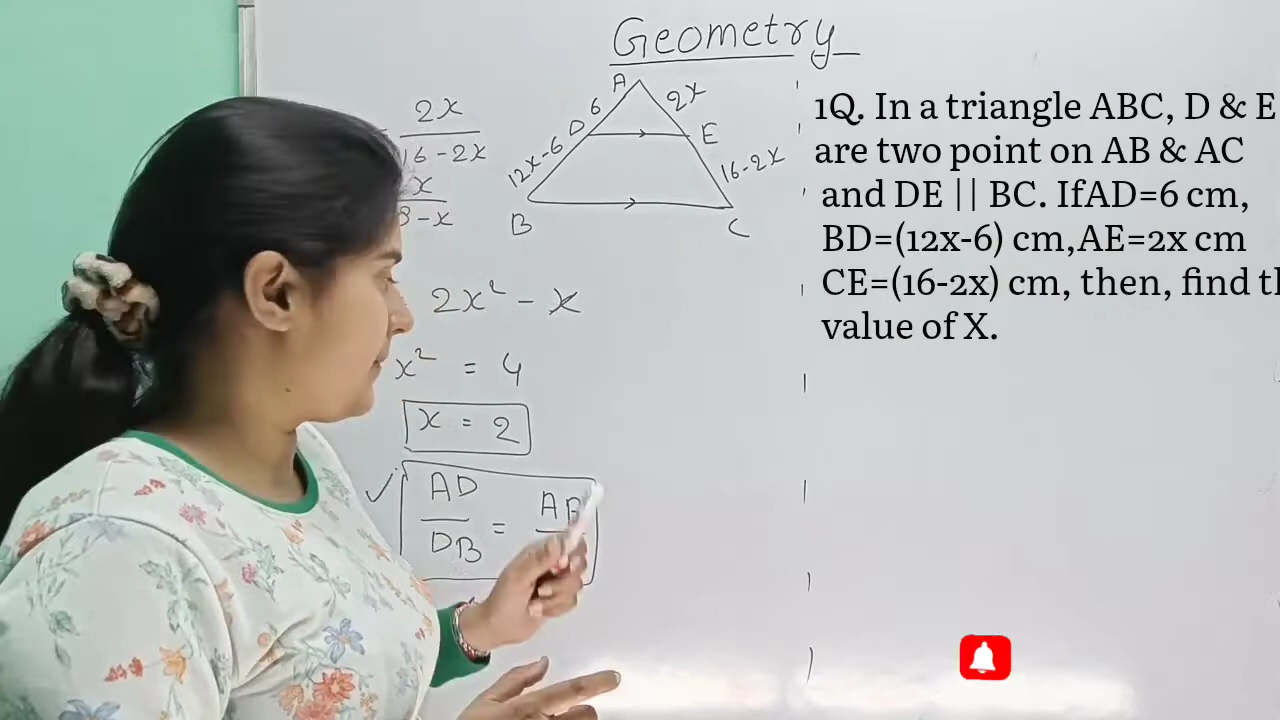 Geometry
A
6
2x
D
E
12x-6
16-2x
B
C
2x
16-2x
x
8-x
2x² - x
x² = 4
x = 2
✓
AD
DB
=
1Q. In a triangle ABC, D & E
are two point on AB & AC
and DE || BC. IfAD=6 cm,
BD=(12x-6) cm,AE=2x cm
CE=(16-2x) cm, then, find
value of X.